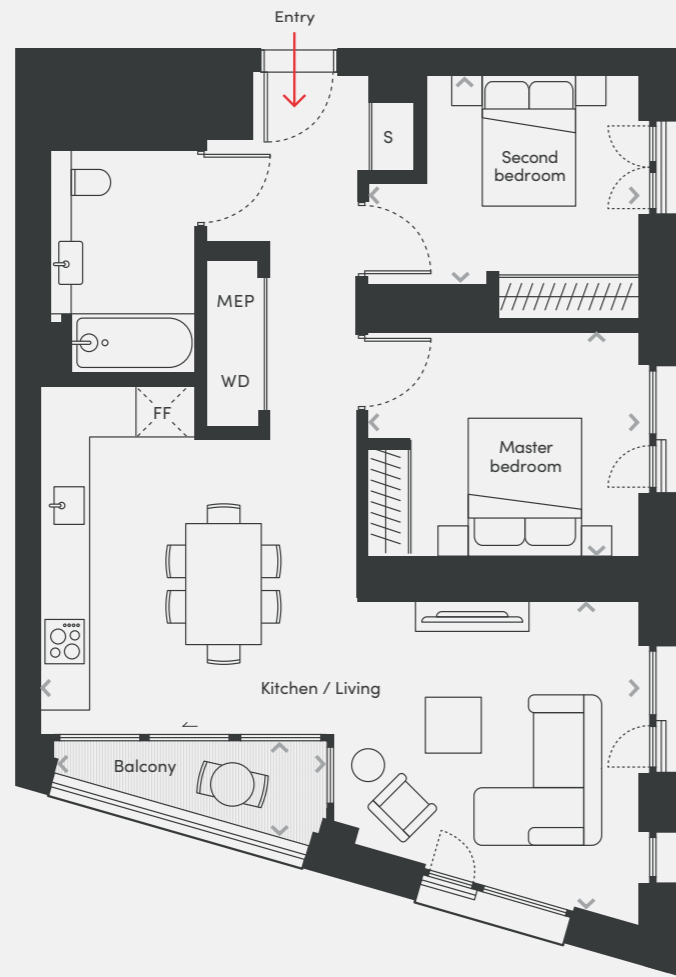 Entry
S
Second
bedroom
MEP
WD
FF
Master
bedroom
Kitchen / Living
Balcony